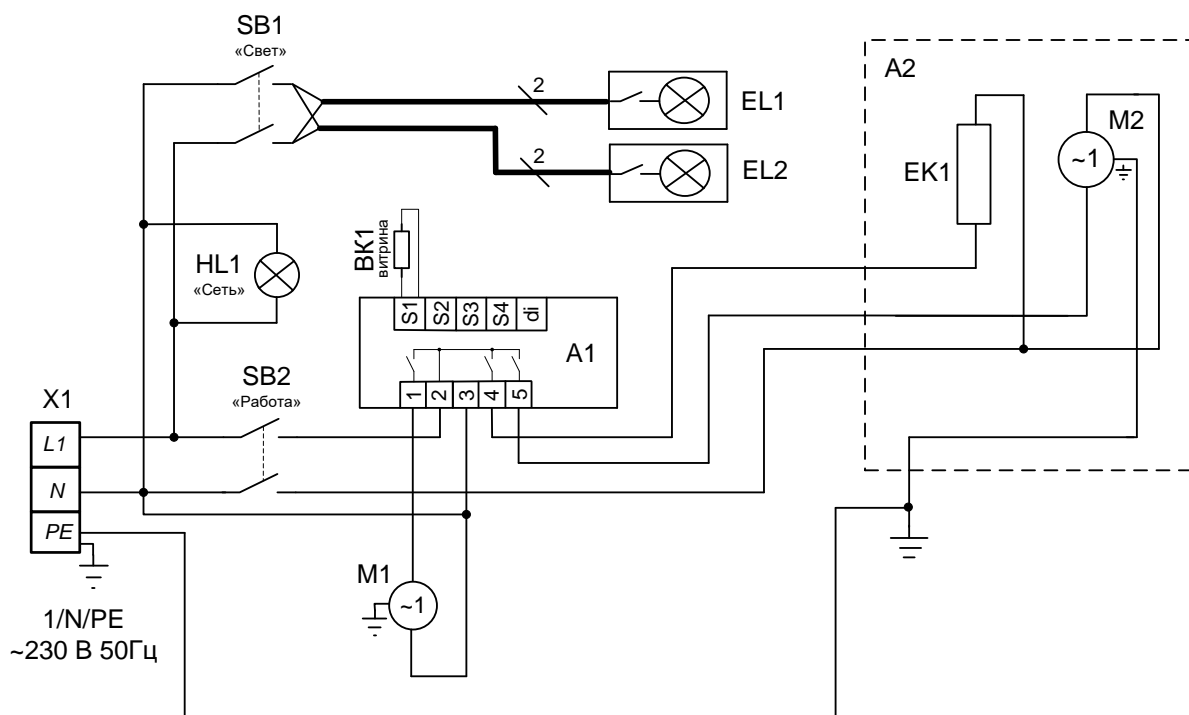 SB1
«Свет»
2
EL1
2
EL2
A2
M2
~1
EK1
HL1
«Сеть»
BK1
витрина
S1 S2 S3 S4 di
A1
1 2 3 4 5
SB2
«Работа»
X1
L1
N
PE
1/N/PE
~230 В 50Гц
M1
~1